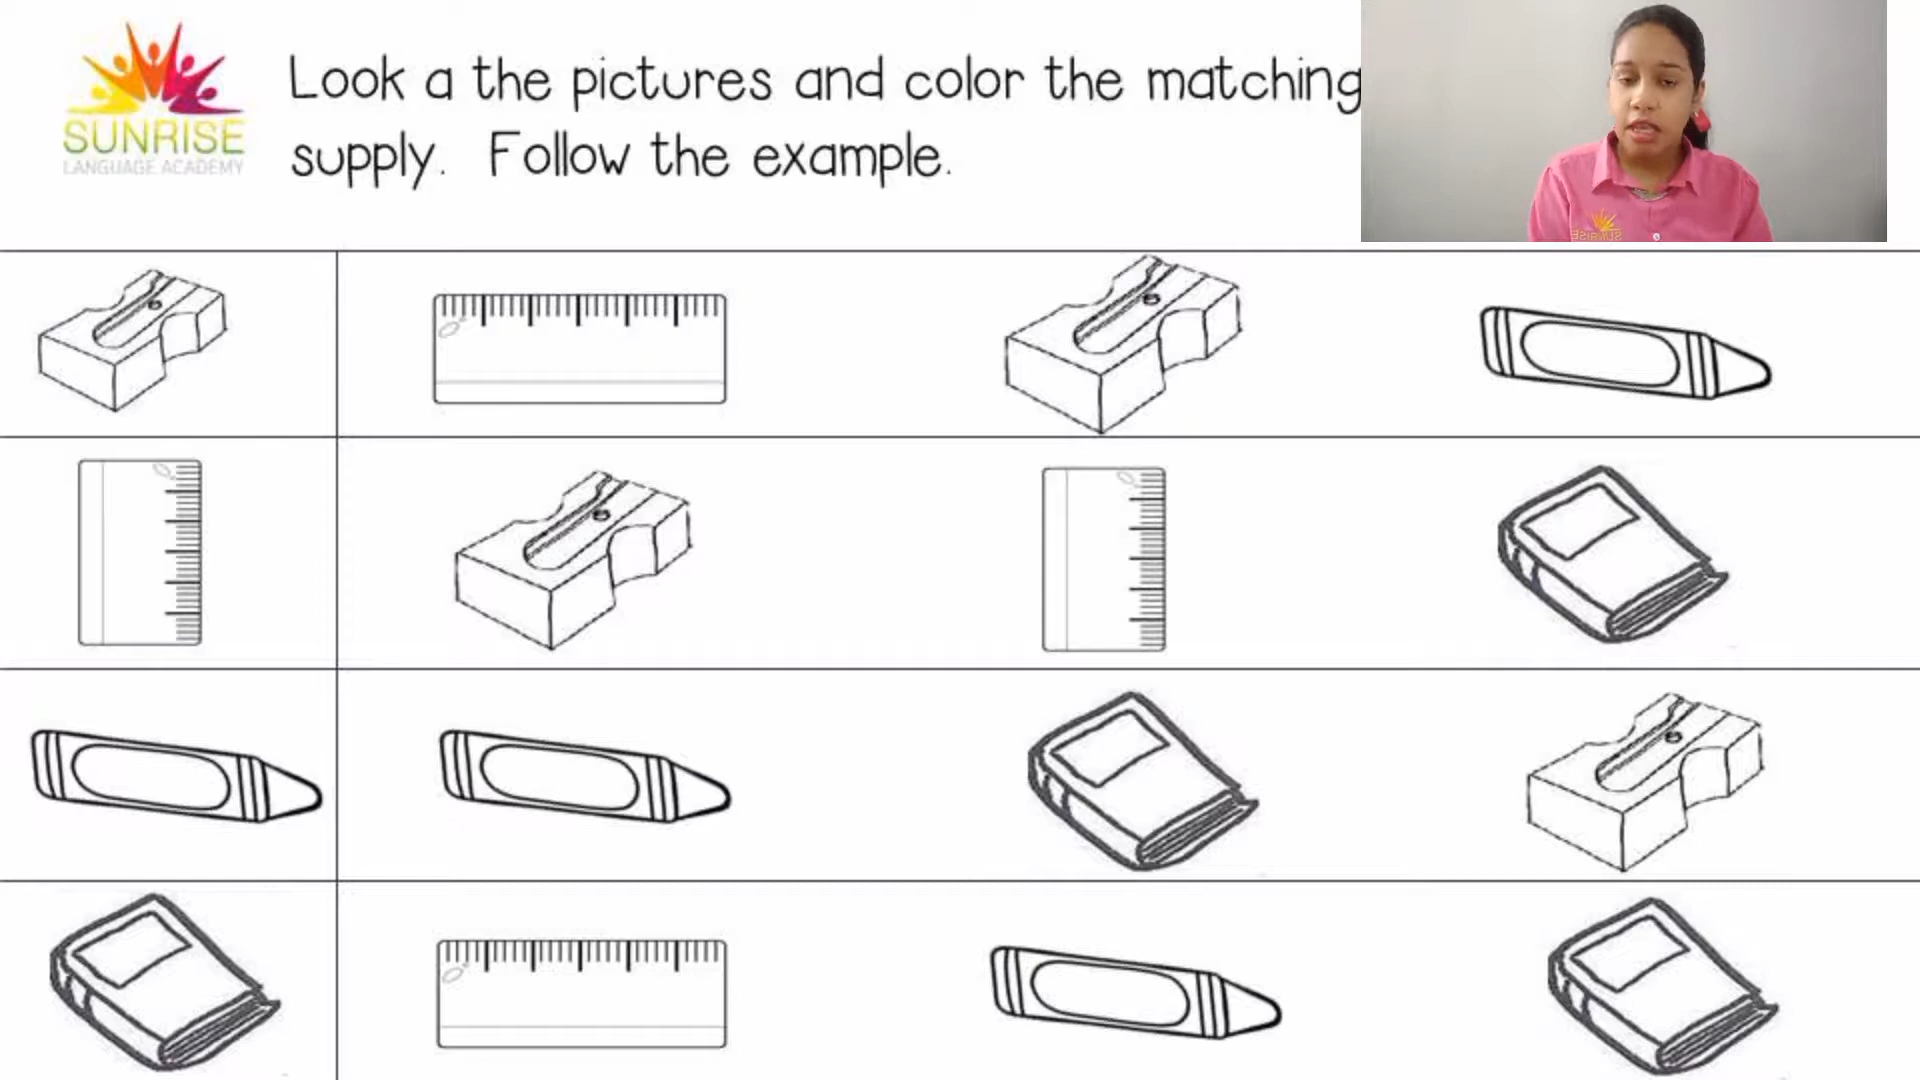 SUNRISE
LANGUAGE ACADEMY
Look a the pictures and color the matching
supply. Follow the example.